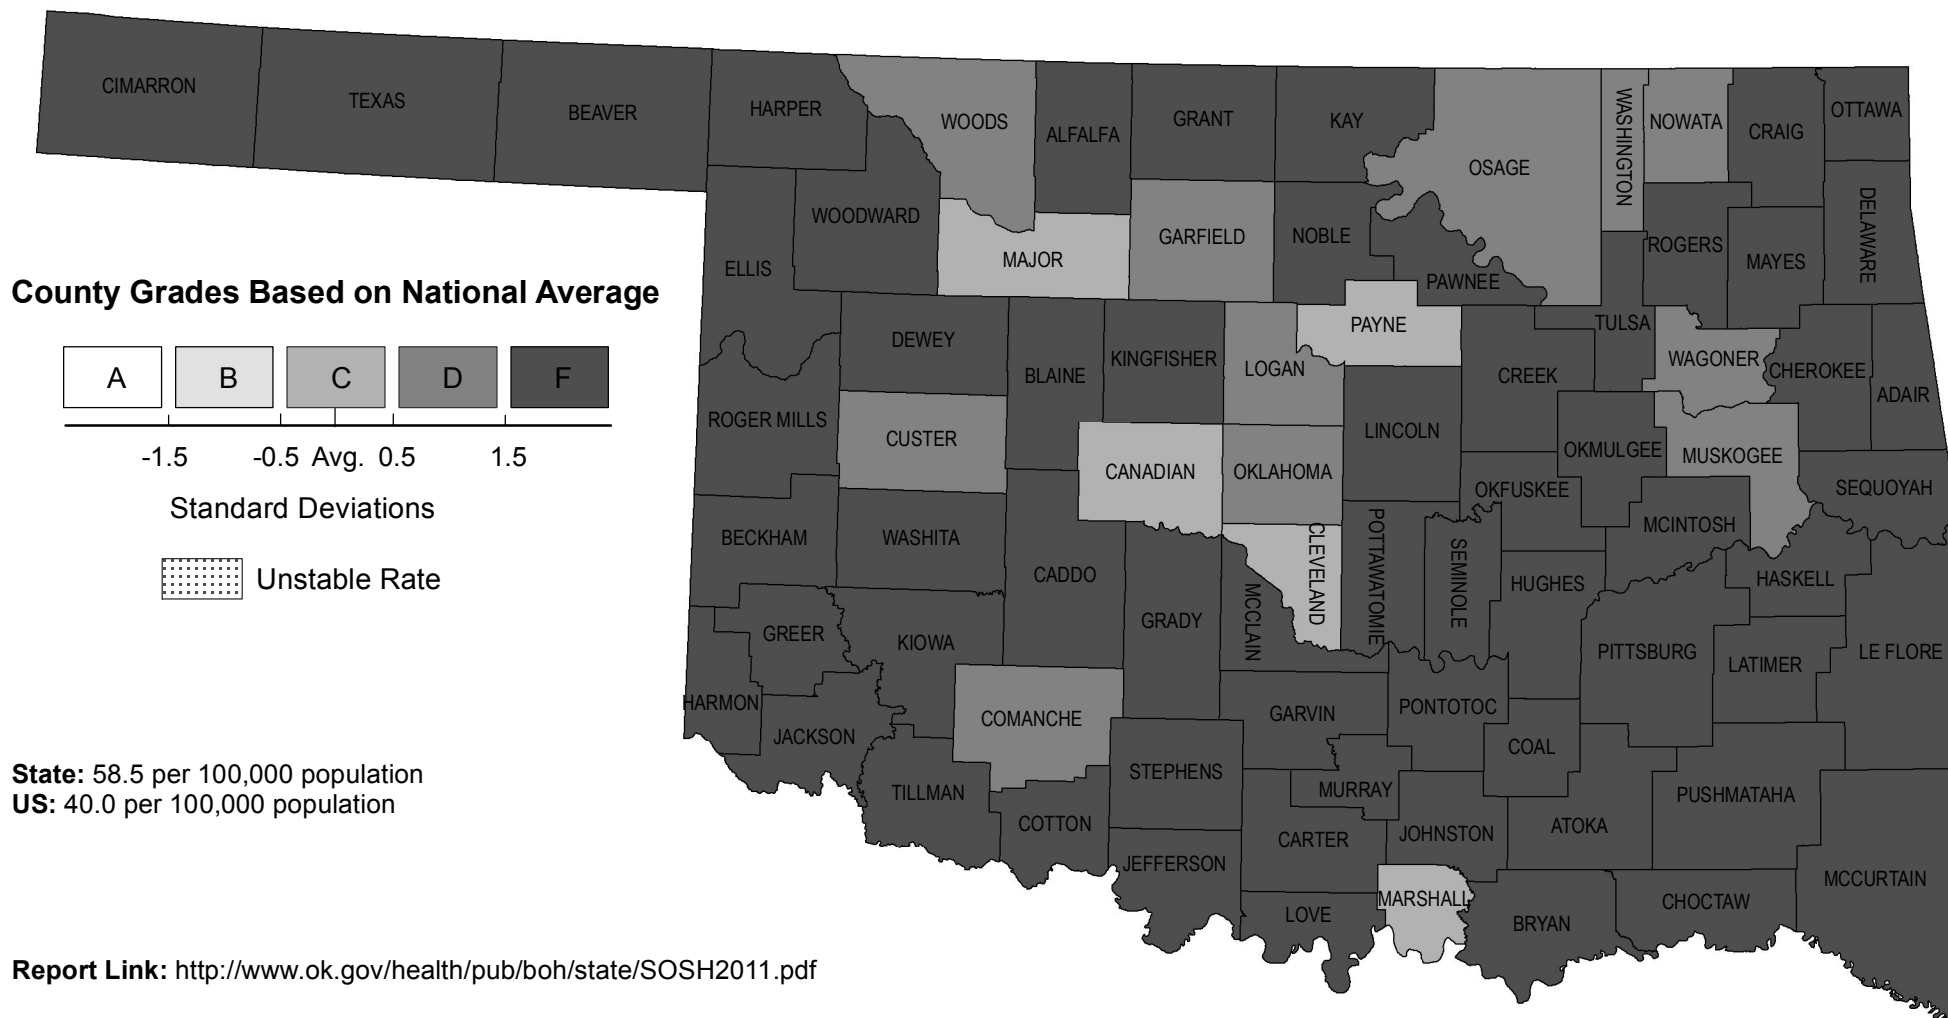 CIMARRON
TEXAS
BEAVER
HARPER
WOODS
ALFALFA
GRANT
KAY
OSAGE
WASHINGTON
NOWATA
CRAIG
OTTAWA
ELLIS
WOODWARD
MAJOR
GARFIELD
NOBLE
PAWNEE
ROGERS
MAYES
DELAWARE
County Grades Based on National Average
A B C D F
-1.5 -0.5 Avg. 0.5 1.5
Standard Deviations
Unstable Rate
DEWEY
BLAINE
KINGFISHER
LOGAN
PAYNE
CREEK
TULSA
WAGONER
CHEROKEE
ADAIR
ROGER MILLS
CUSTER
CANADIAN
OKLAHOMA
LINCOLN
OKMULGEE
MUSKOGEE
OKFUSKEE
SEQUOYAH
BECKHAM
WASHITA
CADDO
GRADY
MCCLAIN
CLEVELAND
POTTAWATOMIE
SEMINOLE
HUGHES
MCINTOSH
HASKELL
GREER
KIOWA
PITTSBURG
LATIMER
LE FLORE
HARMON
JACKSON
COMANCHE
GARVIN
PONTOTOC
COAL
TILLMAN
COTTON
STEPHENS
MURRAY
CARTER
JOHNSTON
ATOKA
PUSHMATAHA
JEFFERSON
LOVE
MARSHALL
BRYAN
CHOCTAW
MCCURTAIN
State: 58.5 per 100,000 population
US: 40.0 per 100,000 population
Report Link: http://www.ok.gov/health/pub/boh/state/SOSH2011.pdf